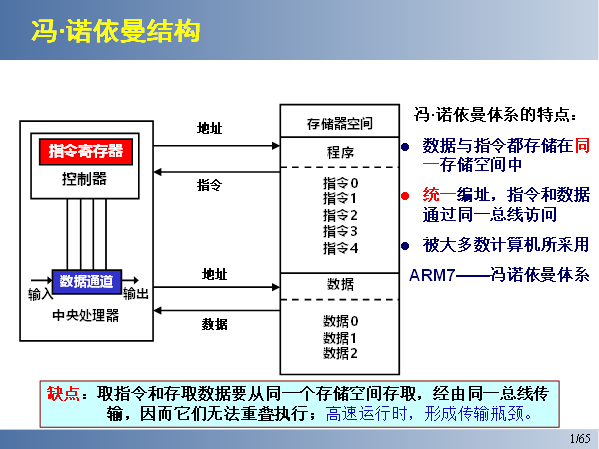 冯·诺依曼结构
指令寄存器
控制器
数据通道
输入
输出
中央处理器
地址
指令
地址
数据
存储器空间
程序
指令0
指令1
指令2
指令3
指令4
数据
数据0
数据1
数据2
冯·诺依曼体系的特点：
数据与指令都存储在同
一存储空间中
统一编址，指令和数据
通过同一总线访问
被大多数计算机所采用
ARM7——冯诺依曼体系
缺点：取指令和存取数据要从同一个存储空间存取，经由同一总线传
输，因而它们无法重叠执行；高速运行时，形成传输瓶颈。
1/65